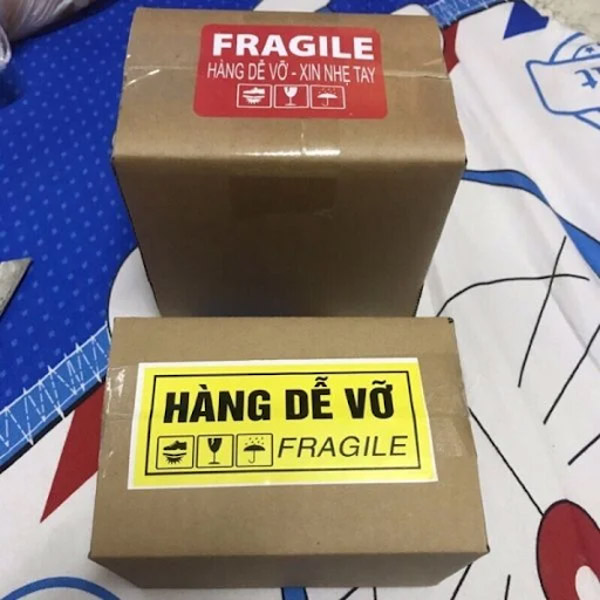 FRAGILE
HÀNG DỄ VỠ - XIN NHẸ TAY
HÀNG DỄ VỠ
FRAGILE